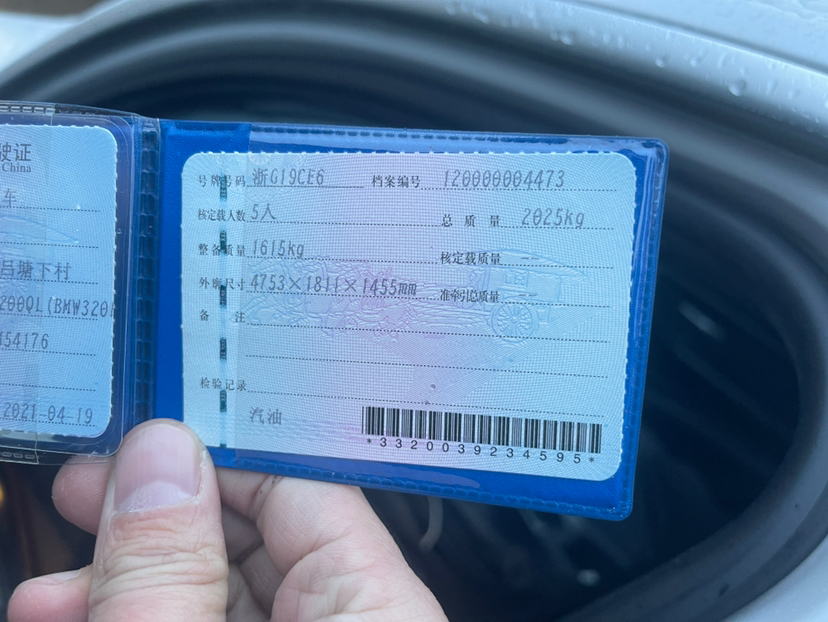 驶证
China
车
吕塘下村
200QL(BMW320
154176
2021-04-19
号牌号码 浙G19CE6 档案编号 120000004473
核定载人数 5人 总质量 2025kg
整备质量 1615kg 核定载质量 --
外廓尺寸 4753×1811×1455mm 准牵引总质量 --
备注
检验记录
汽油
*3320039234595*